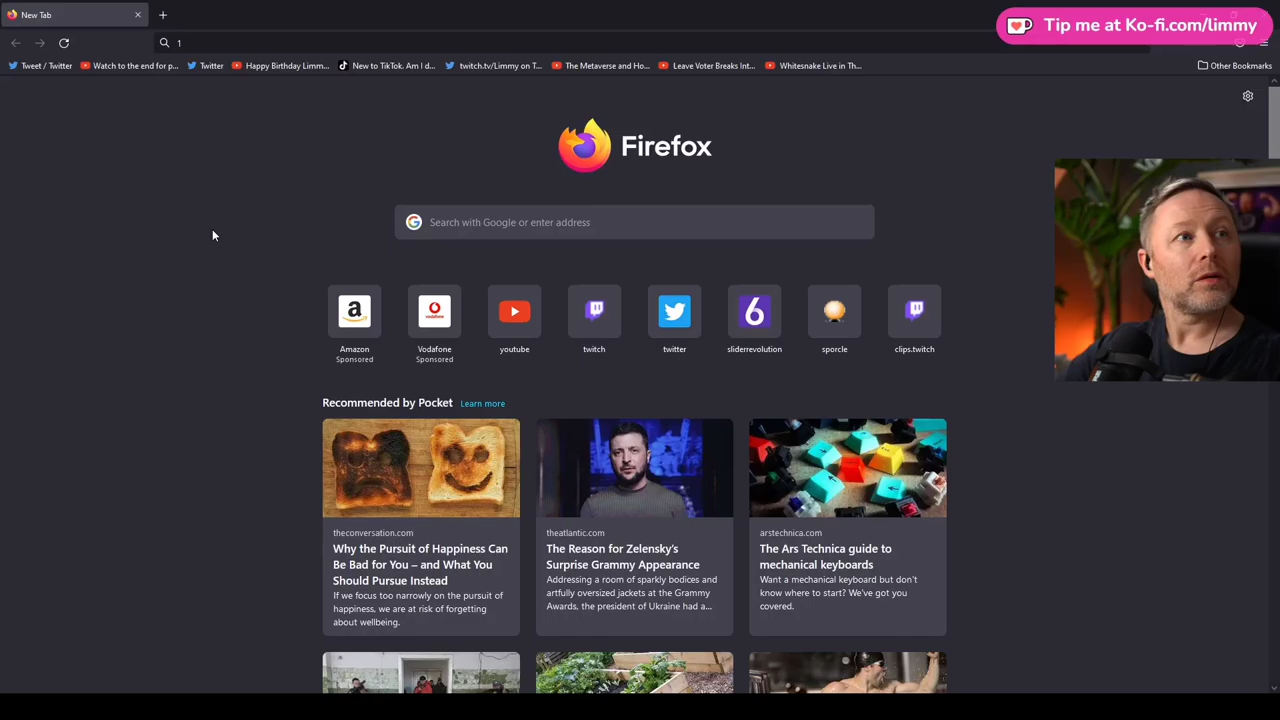 New Tab
Tip me at Ko-fi.com/limmy
1
Tweet / Twitter
Watch to the end for p...
Twitter
Happy Birthday Limm...
New to TikTok. Am I d...
twitch.tv/Limmy on T...
The Metaverse and Ho...
Leave Voter Breaks Int...
Whitesnake Live in Th...
Other Bookmarks
Firefox
Search with Google or enter address
Amazon
Sponsored
Vodafone
Sponsored
youtube
twitch
twitter
sliderrevolution
sporcle
clips.twitch
Recommended by Pocket
Learn more
theconversation.com
Why the Pursuit of Happiness Can
Be Bad for You – and What You
Should Pursue Instead
If we focus too narrowly on the pursuit of
happiness, we are at risk of forgetting
about wellbeing.
theatlantic.com
The Reason for Zelensky’s
Surprise Grammy Appearance
Addressing a room of sparkly bodices and
artfully oversized jackets at the Grammy
Awards, the president of Ukraine had a...
arstechnica.com
The Ars Technica guide to
mechanical keyboards
Want a mechanical keyboard but don't
know where to start? We've got you
covered.